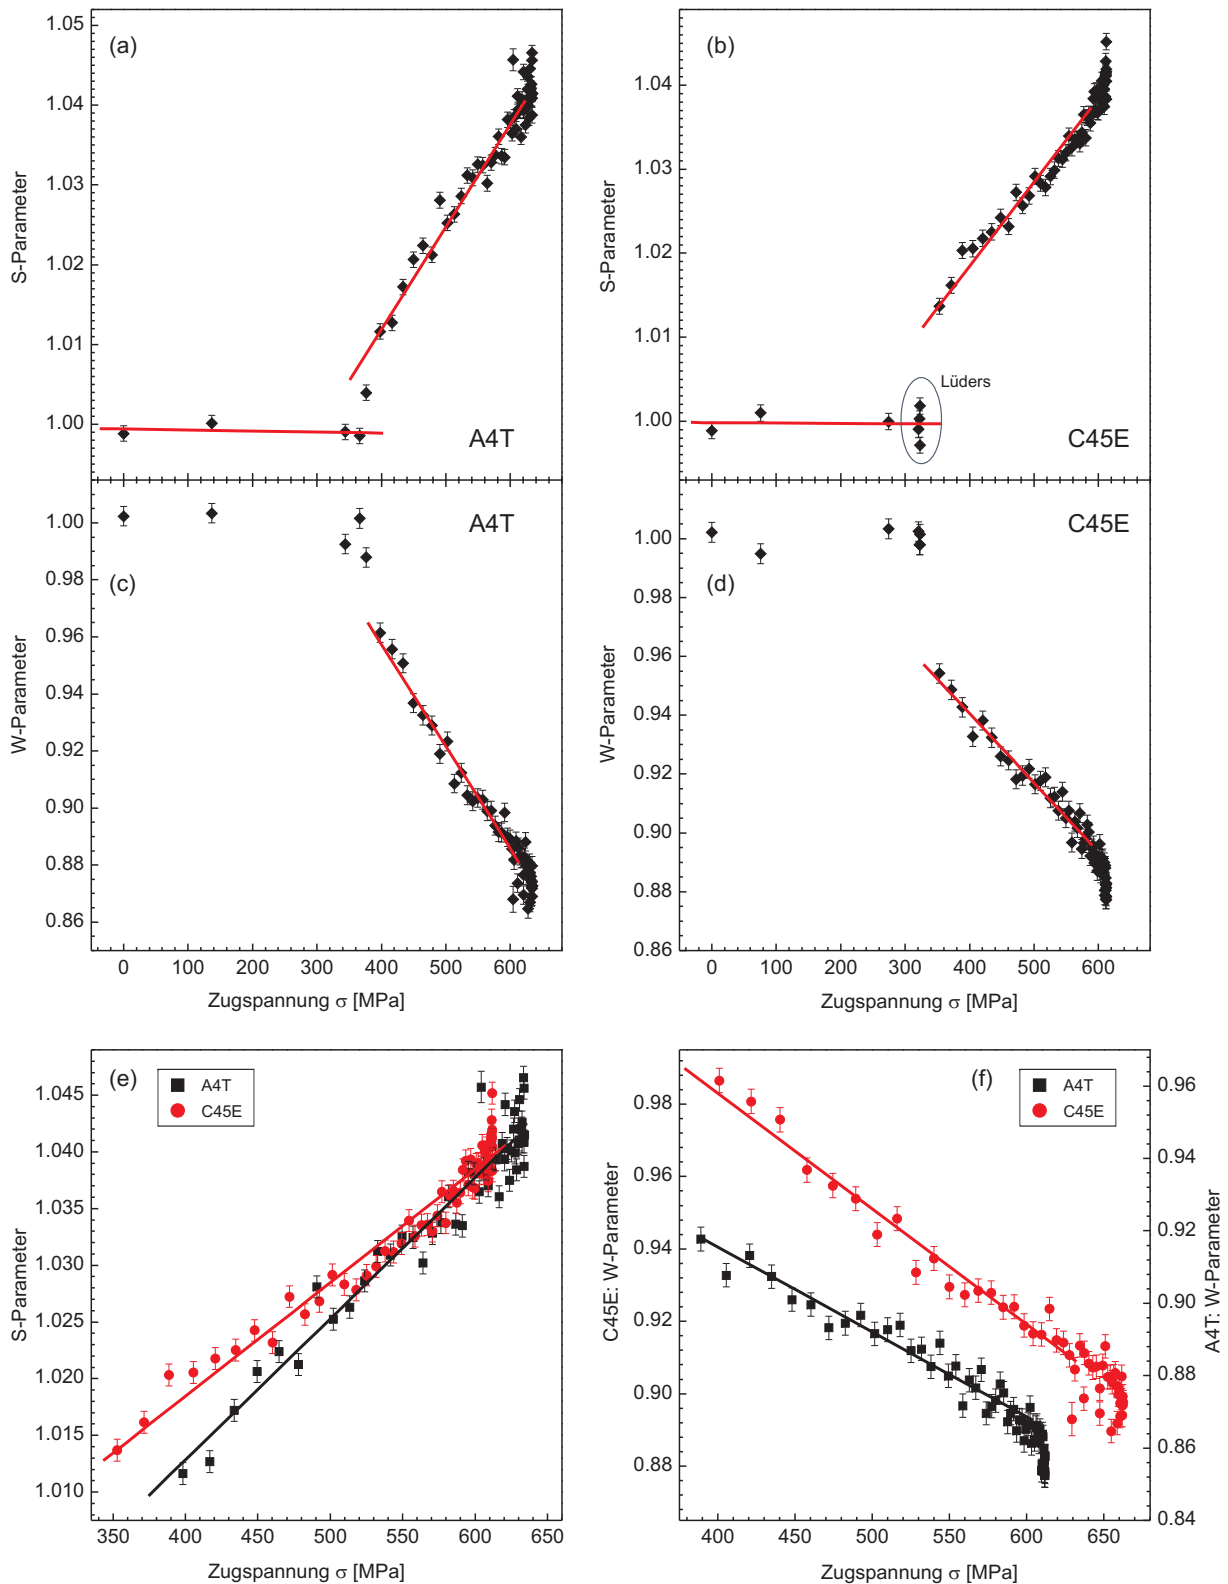 (a)
1.05
1.04
1.03
1.02
1.01
1.00
S-Parameter
A4T
(b)
1.04
1.03
1.02
1.01
1.00
S-Parameter
Lüders
C45E
A4T
(c)
1.00
0.98
0.96
0.94
0.92
0.90
0.88
0.86
W-Parameter
0 100 200 300 400 500 600
Zugspannung σ [MPa]
C45E
(d)
1.00
0.98
0.96
0.94
0.92
0.90
0.88
0.86
W-Parameter
0 100 200 300 400 500 600
Zugspannung σ [MPa]
(e)
A4T
C45E
1.045
1.040
1.035
1.030
1.025
1.020
1.015
1.010
S-Parameter
350 400 450 500 550 600 650
Zugspannung σ [MPa]
(f)
A4T
C45E
0.98
0.96
0.94
0.92
0.90
0.88
C45E: W-Parameter
0.96
0.94
0.92
0.90
0.88
0.86
0.84
A4T: W-Parameter
400 450 500 550 600 650
Zugspannung σ [MPa]